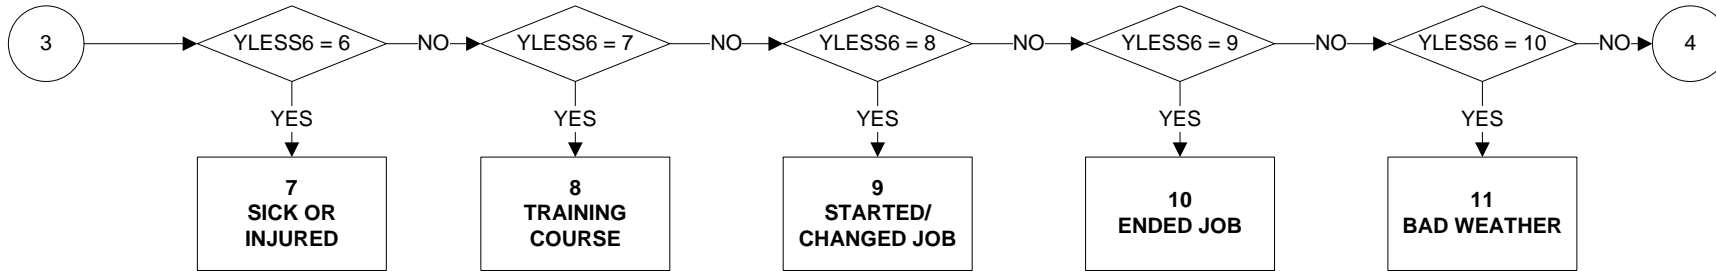 3
YLESS6 = 6
NO
YLESS6 = 7
NO
YLESS6 = 8
NO
YLESS6 = 9
NO
YLESS6 = 10
NO
4
YES
YES
YES
YES
YES
7
SICK OR
INJURED
8
TRAINING
COURSE
9
STARTED/
CHANGED JOB
10
ENDED JOB
11
BAD WEATHER